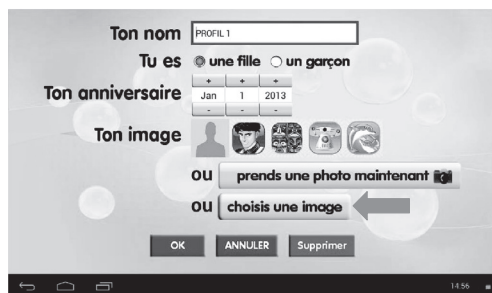 Ton nom PROFIL 1
Tu es une fille un garçon
+ + +
Ton anniversaire Jan 1 2013
- - -
Ton image
ou prends une photo maintenant
ou choisis une image
OK ANNULER Supprimer
14:56